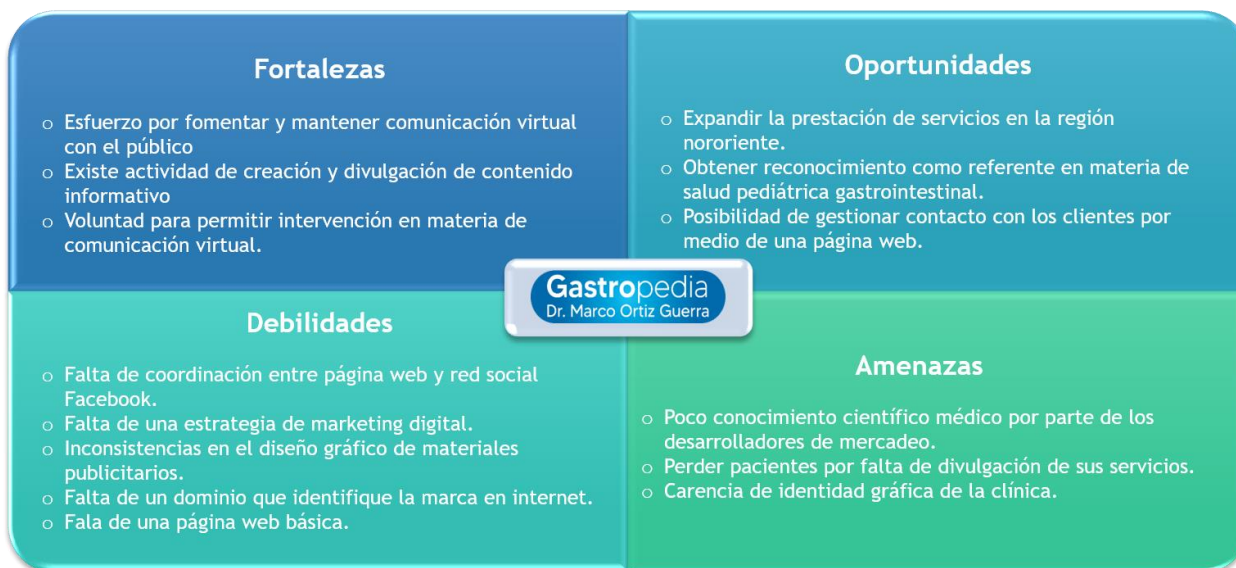 Fortalezas
o Esfuerzo por fomentar y mantener comunicación virtual
con el público
o Existe actividad de creación y divulgación de contenido
informativo
o Voluntad para permitir intervención en materia de
comunicación virtual.
Oportunidades
o Expandir la prestación de servicios en la región
nororiente.
o Obtener reconocimiento como referente en materia de
salud pediátrica gastrointestinal.
o Posibilidad de gestionar contacto con los clientes por
medio de una página web.
Gastropedia
Dr. Marco Ortiz Guerra
Debilidades
o Falta de coordinación entre página web y red social
Facebook.
o Falta de una estrategia de marketing digital.
o Inconsistencias en el diseño gráfico de materiales
publicitarios.
o Falta de un dominio que identifique la marca en internet.
o Fala de una página web básica.
Amenazas
o Poco conocimiento científico médico por parte de los
desarrolladores de mercadeo.
o Perder pacientes por falta de divulgación de sus servicios.
o Carencia de identidad gráfica de la clínica.